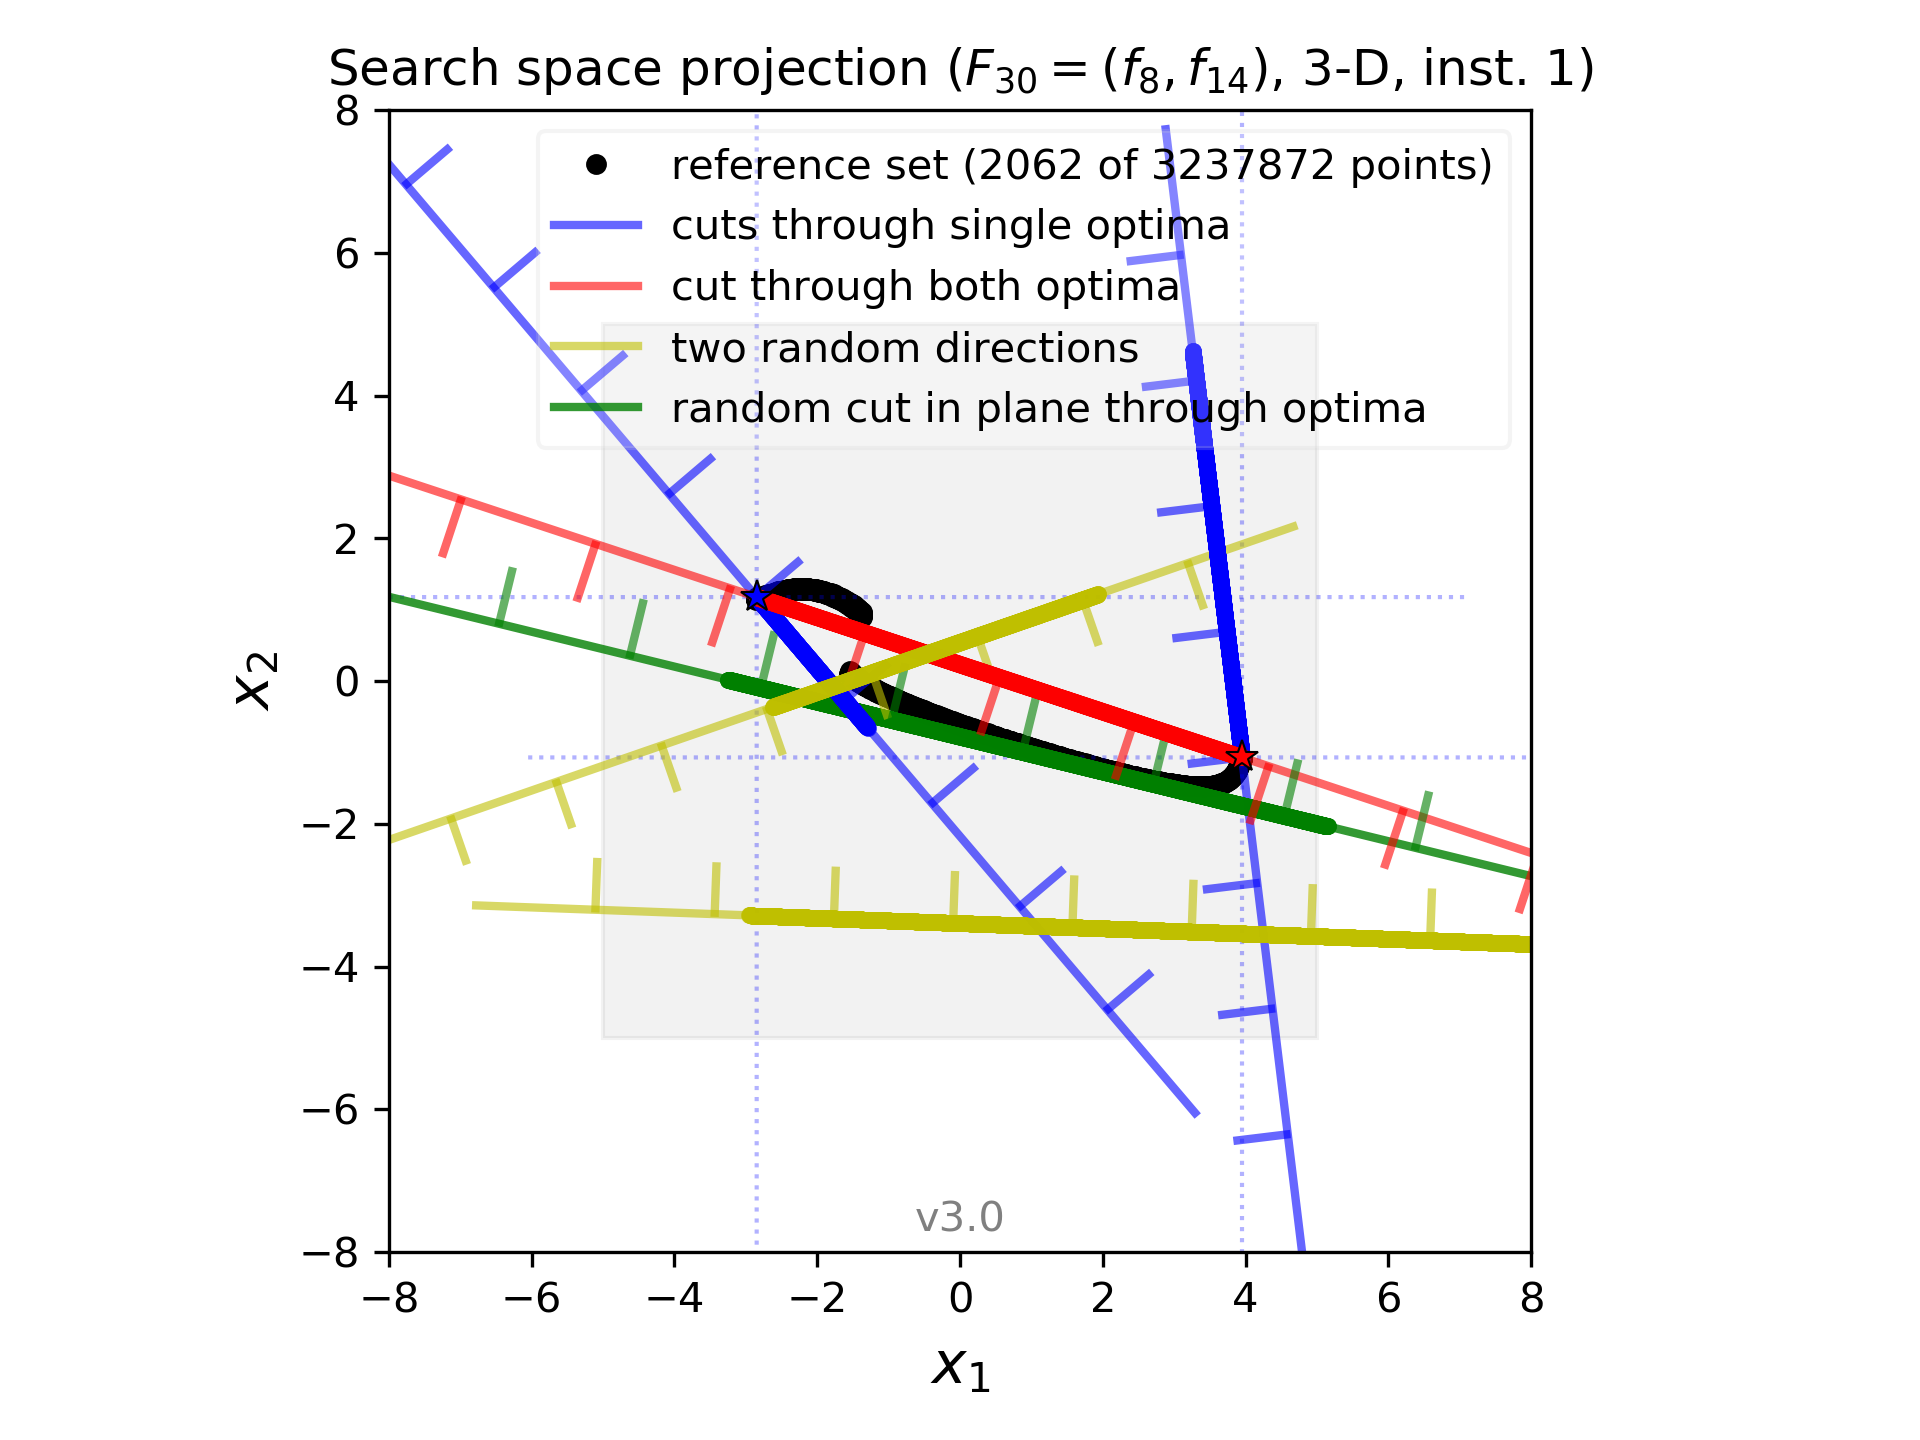 Search space projection (F30 = (f8, f14), 3-D, inst. 1)
reference set (2062 of 3237872 points)
cuts through single optima
cut through both optima
two random directions
random cut in plane through optima
8
6
4
2
0
−2
−4
−6
−8
x2
v3.0
−8 −6 −4 −2 0 2 4 6 8
x1